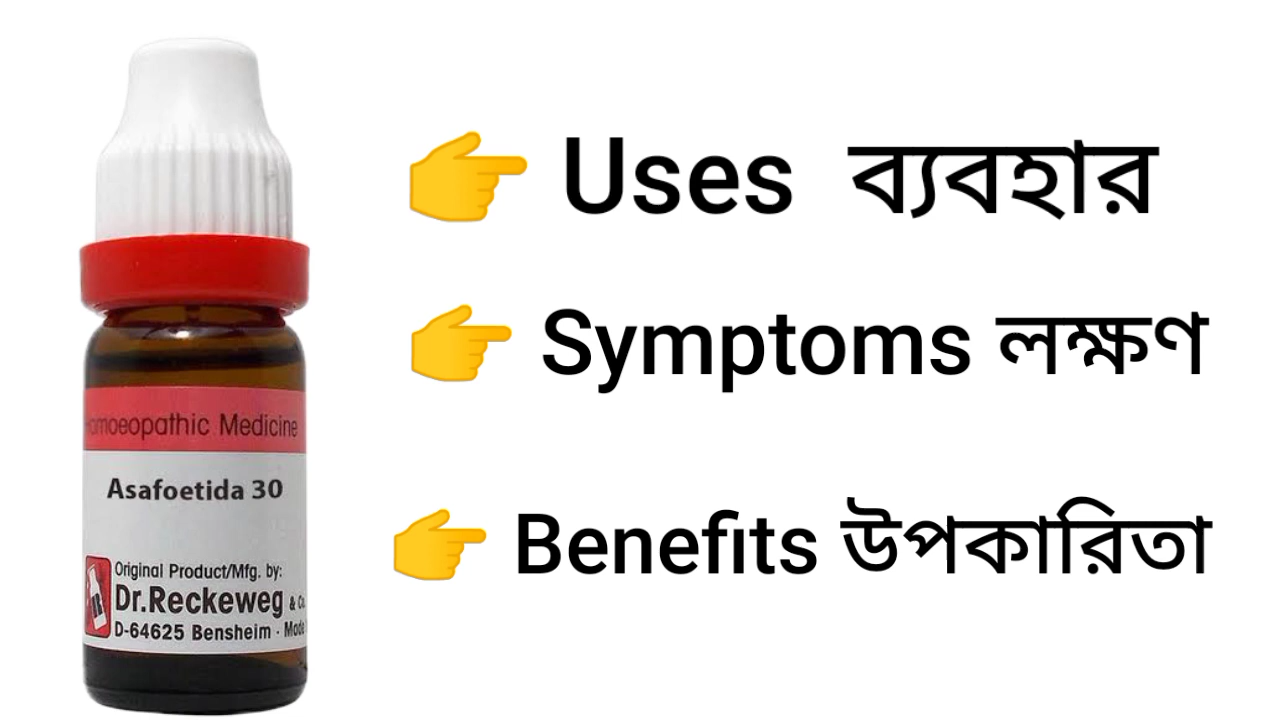 Homoeopathic Medicine
Asafoetida 30
Original Product/Mfg. by:
Dr.Reckeweg & Co.
D-64625 Bensheim - Made
👉 Uses ব্যবহার
👉 Symptoms লক্ষণ
👉 Benefits উপকারিতা